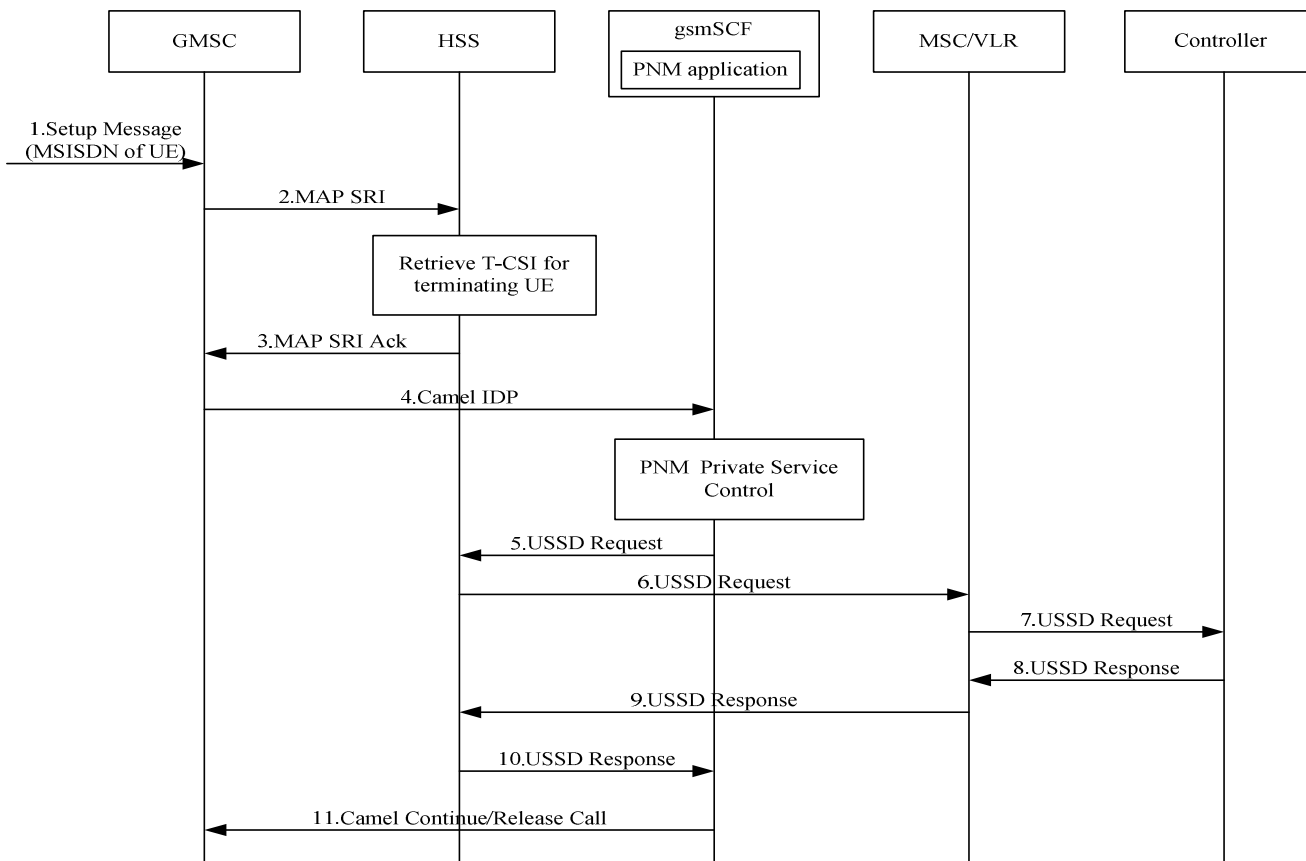 GMSC
HSS
gsmSCF
PNM application
MSC/VLR
Controller
1.Setup Message
(MSISDN of UE)
2.MAP SRI
Retrieve T-CSI for
terminating UE
3.MAP SRI Ack
4.Camel IDP
PNM Private Service
Control
5.USSD Request
6.USSD Request
7.USSD Request
8.USSD Response
9.USSD Response
10.USSD Response
11.Camel Continue/Release Call